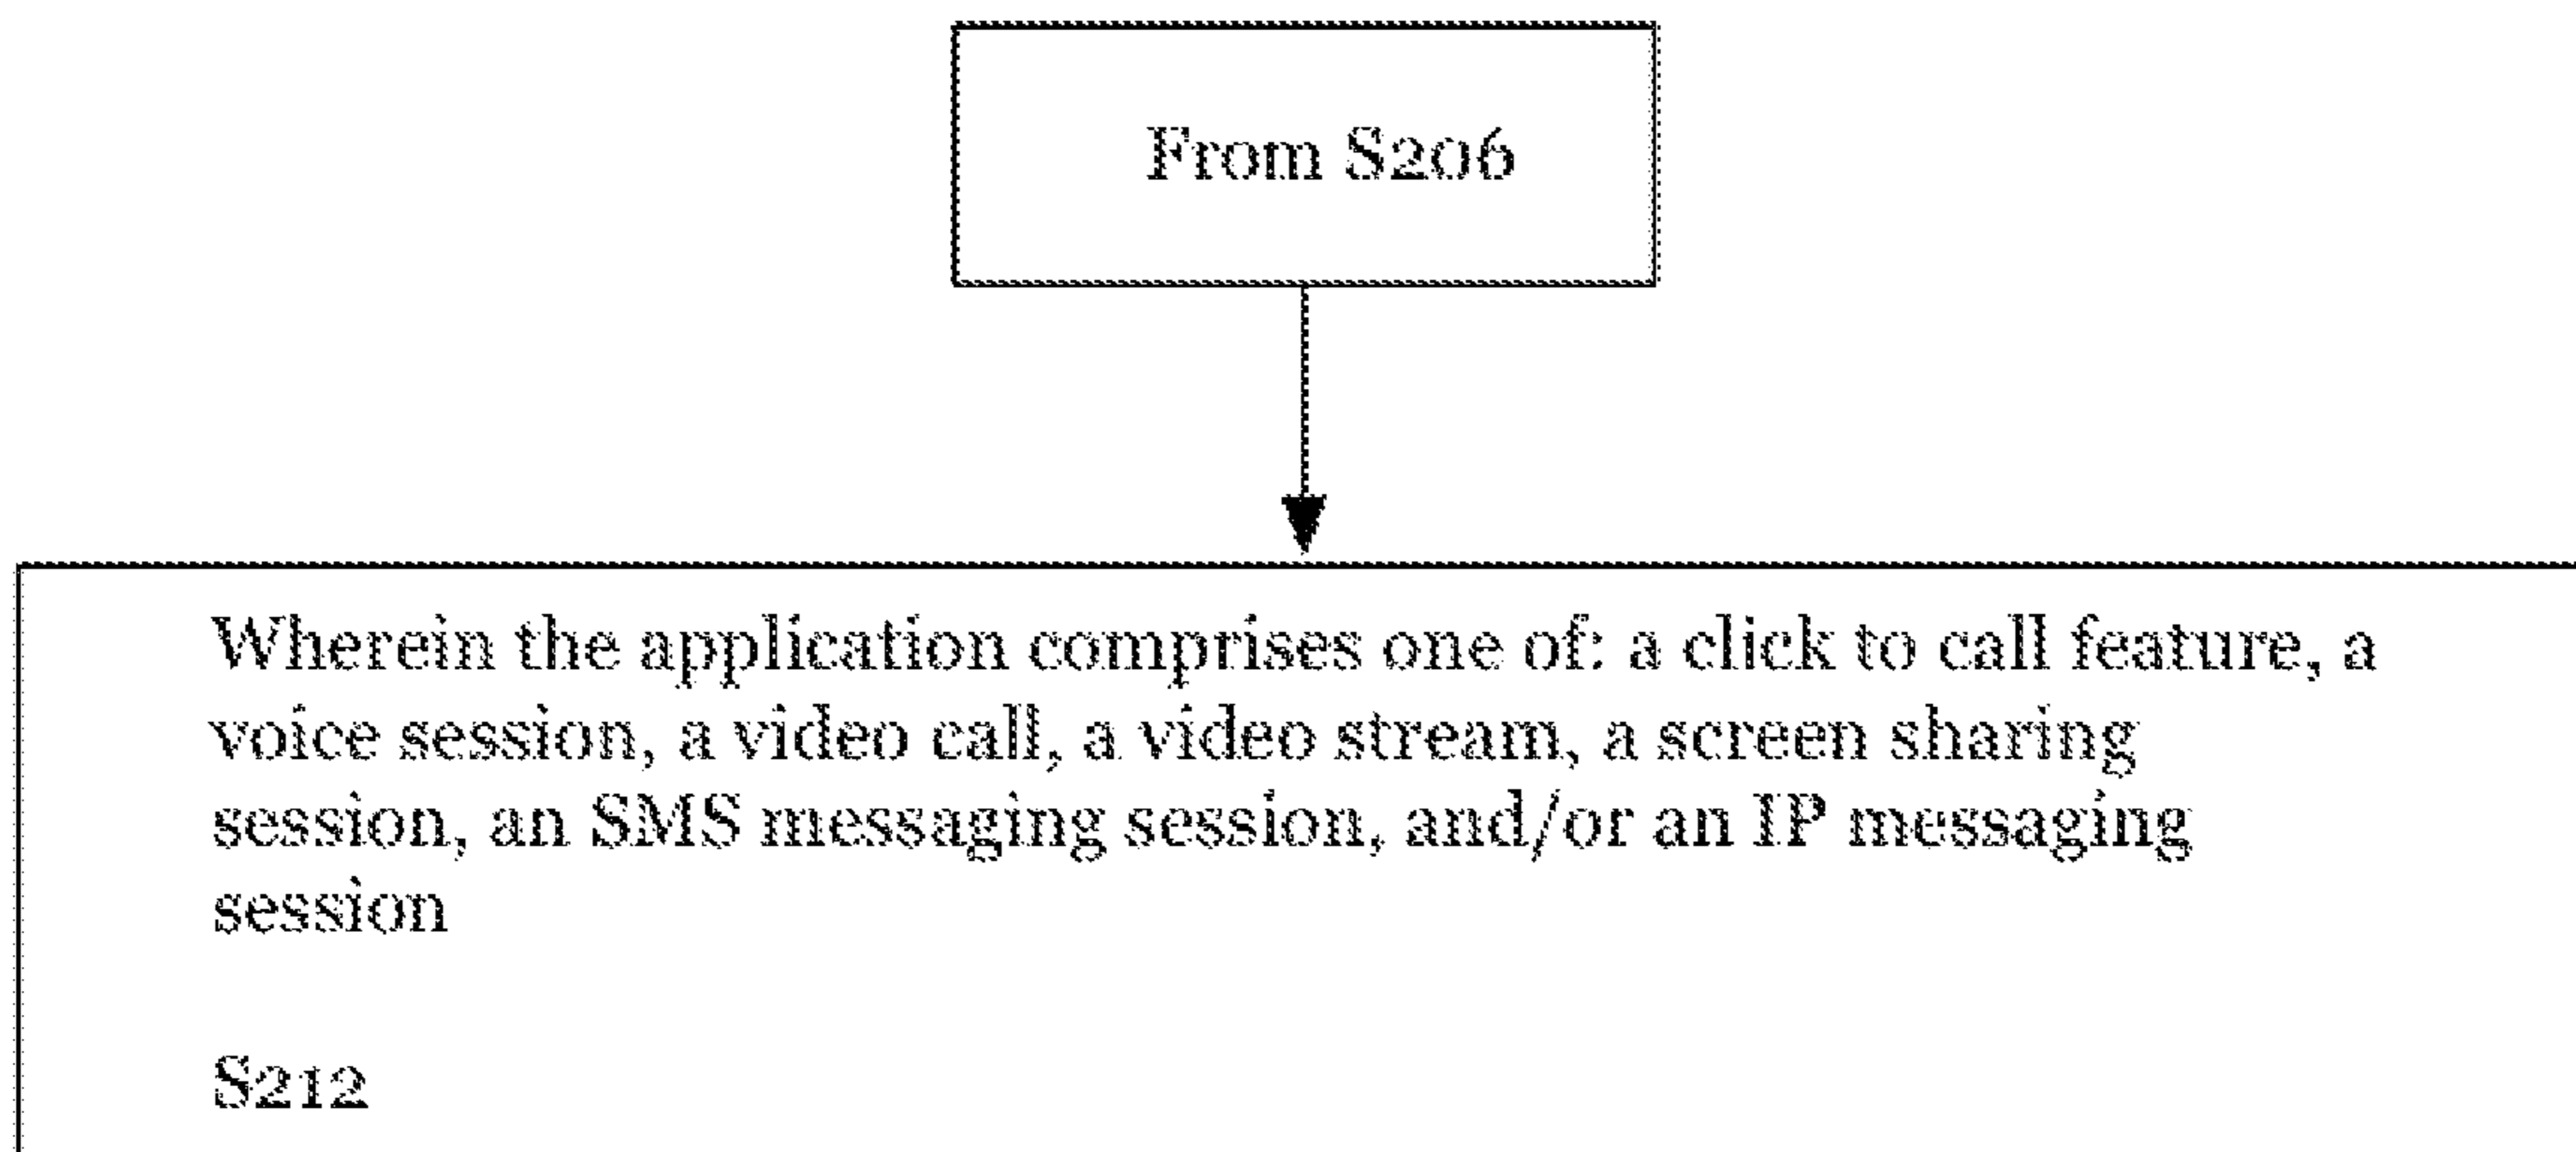 From S206
Wherein the application comprises one of: a click to call feature, a
voice session, a video call, a video stream, a screen sharing
session, an SMS messaging session, and/or an IP messaging
session
S212